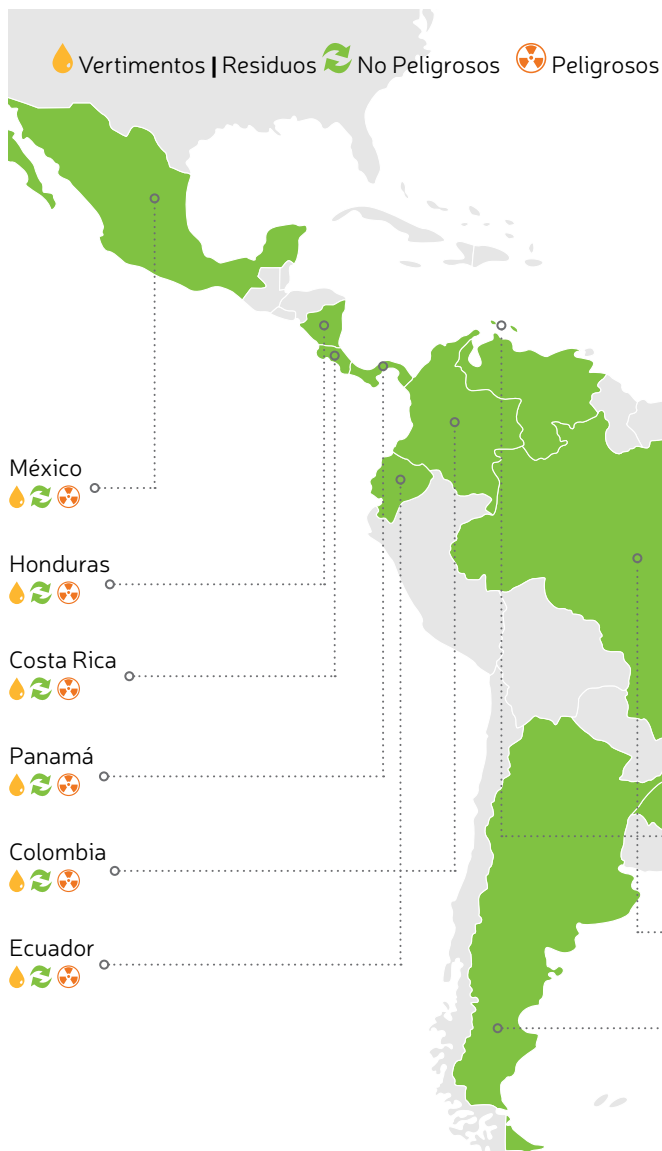 Vertimentos | Residuos No Peligrosos Peligrosos
México
Honduras
Costa Rica
Panamá
Colombia
Ecuador